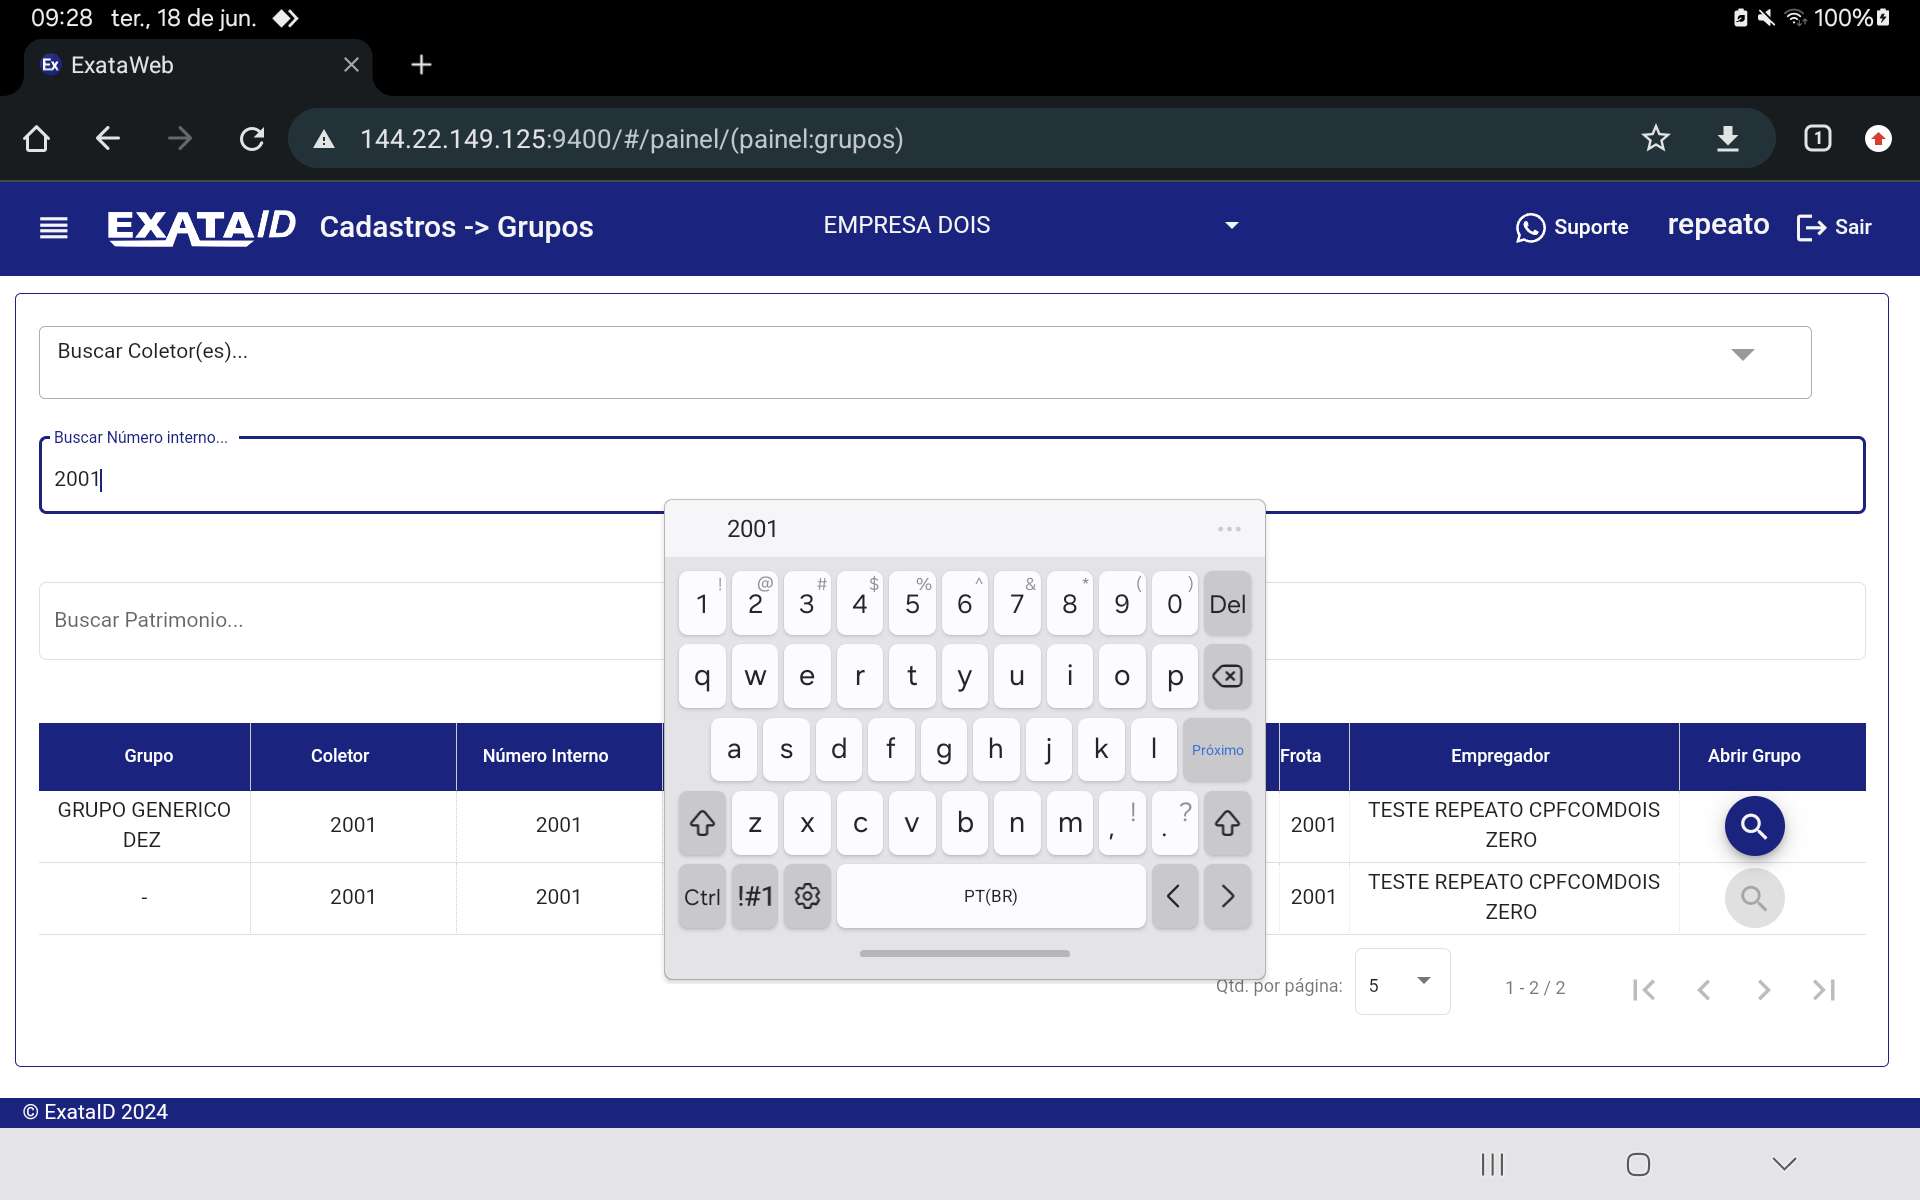 09:28 ter., 18 de jun. 100%
Ex ExataWeb
144.22.149.125:9400/#/painel/(painel:grupos) 1
EXATAID Cadastros -> Grupos EMPRESA DOIS Suporte repeato Sair
Buscar Coletor(es)...
Buscar Número interno...
2001
2001 ...
Buscar Patrimonio...
! @ # $ % ^ & * ( )
1 2 3 4 5 6 7 8 9 0 Del
q w e r t y u i o p
a s d f g h j k l Próximo
! ?
z x c v b n m , .
Ctrl !#1 PT(BR) < >
Grupo Coletor Número Interno Frota Empregador Abrir Grupo
GRUPO GENERICO DEZ 2001 2001 2001 TESTE REPEATO CPFCOMDOIS ZERO
- 2001 2001 2001 TESTE REPEATO CPFCOMDOIS ZERO
Qtd. por página: 5 1 - 2 / 2
© ExataID 2024